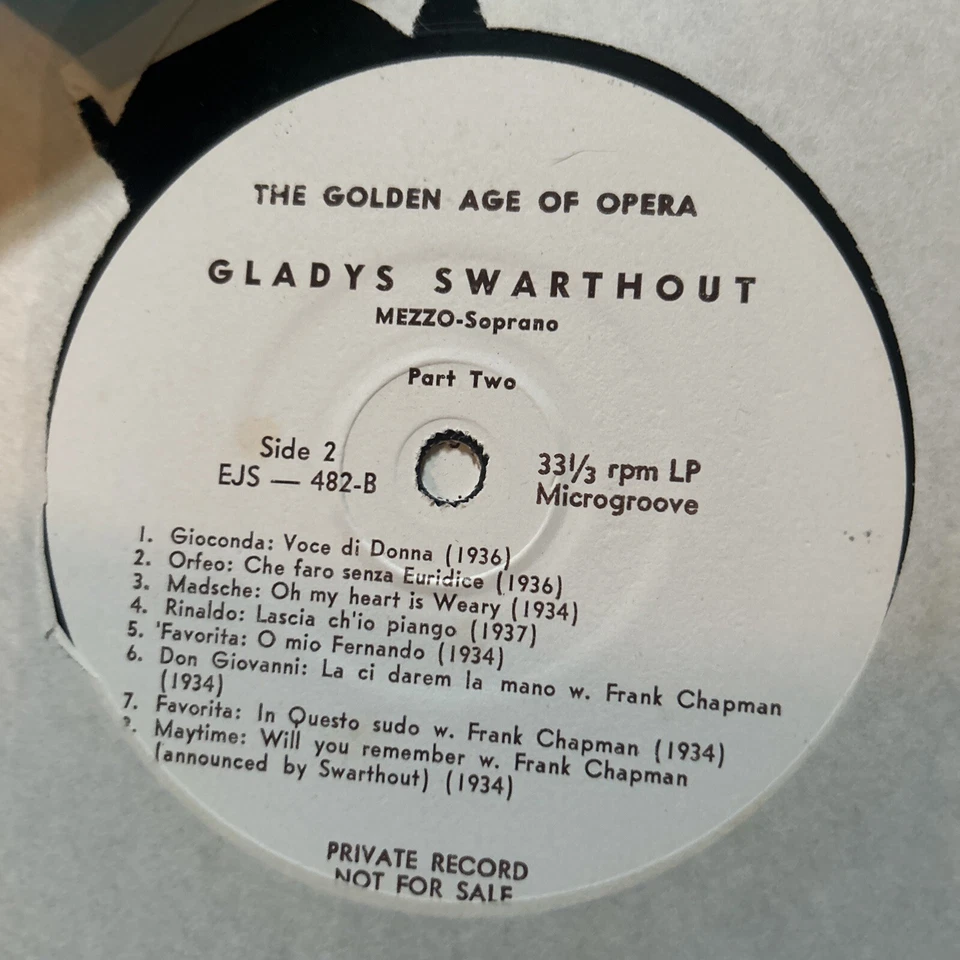 THE GOLDEN AGE OF OPERA
GLADYS SWARTHOUT
MEZZO-Soprano
Part Two
Side 2
EJS — 482-B
33 1/3 rpm LP
Microgroove
1. Gioconda: Voce di Donna (1936)
2. Orfeo: Che faro senza Euridice (1936)
3. Madsche: Oh my heart is Weary (1934)
4. Rinaldo: Lascia ch'io piango (1937)
5. 'Favorita: O mio Fernando (1934)
6. Don Giovanni: La ci darem la mano w. Frank Chapman
(1934)
7. Favorita: In Questo sudo w. Frank Chapman (1934)
Maytime: Will you remember w. Frank Chapman
(announced by Swarthout) (1934)
PRIVATE RECORD
NOT FOR SALE